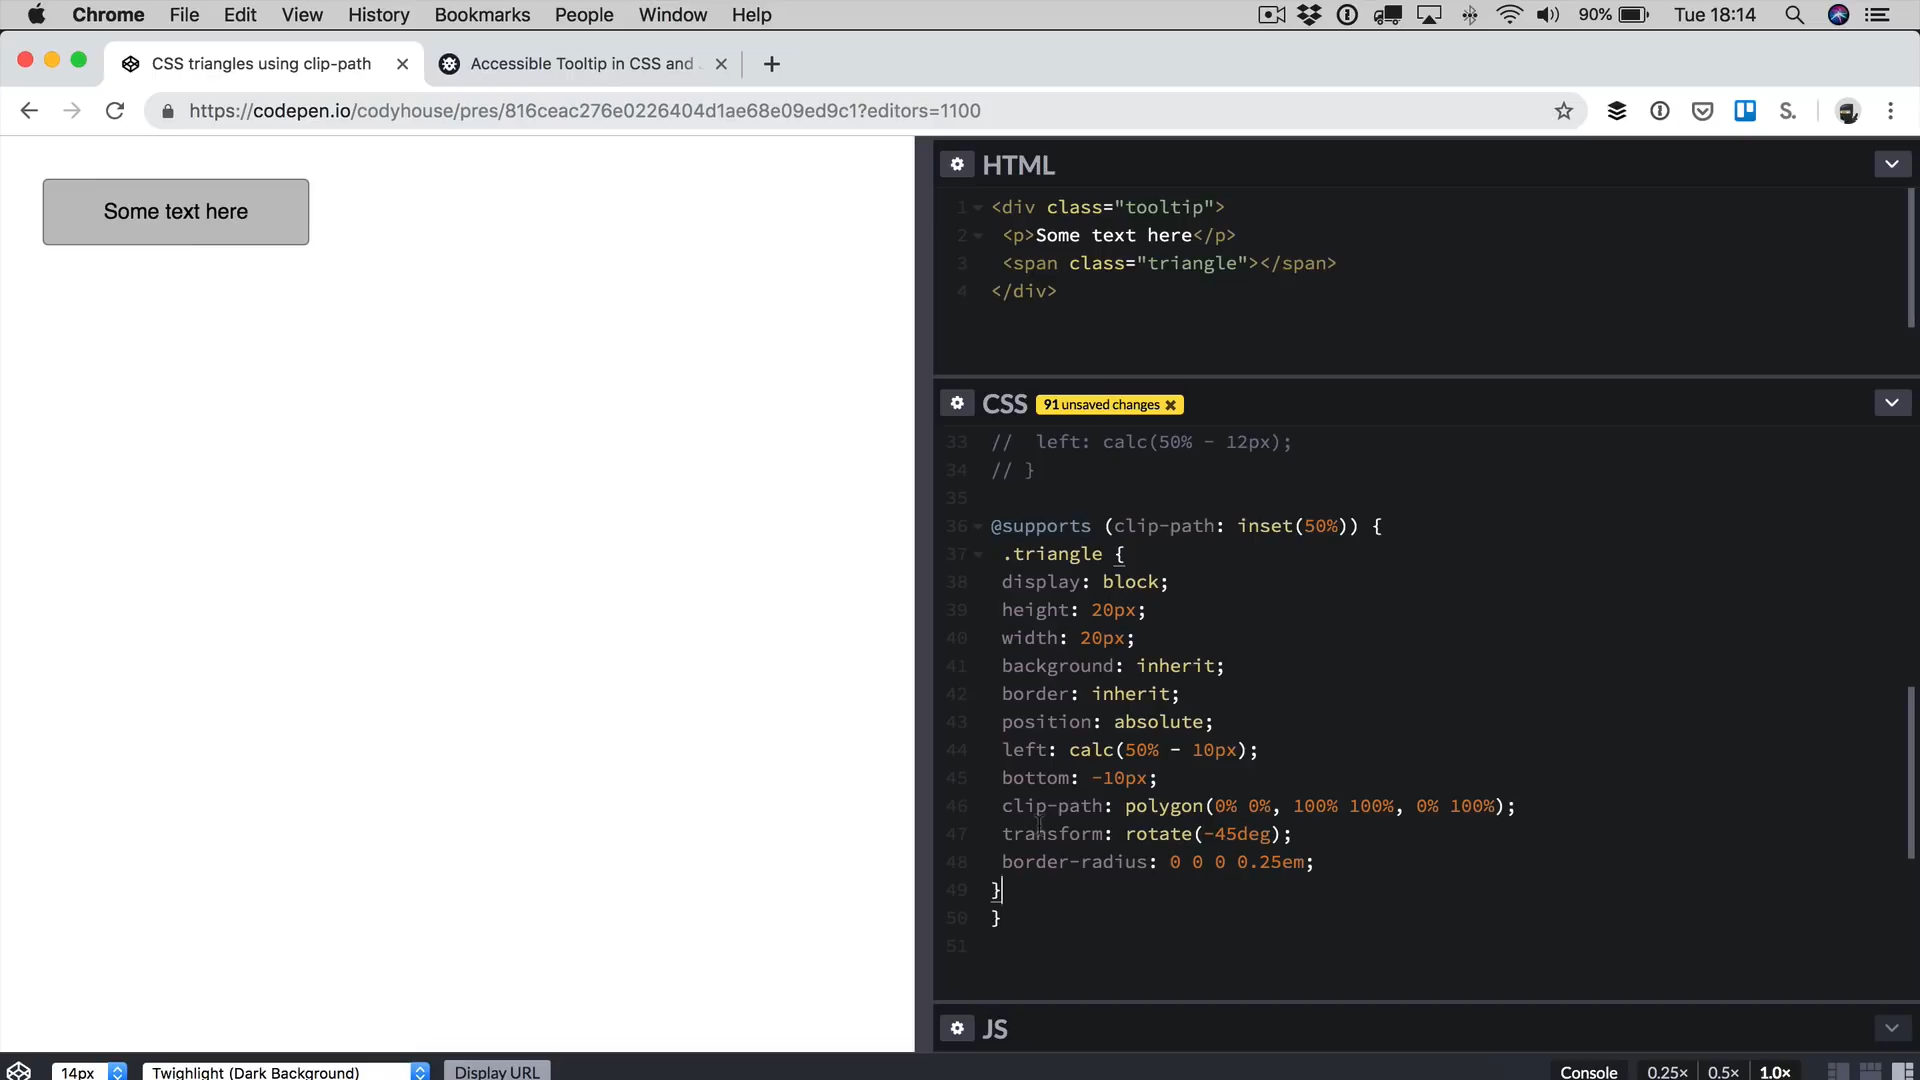 Chrome File Edit View History Bookmarks People Window Help 90% Tue 18:14
CSS triangles using clip-path Accessible Tooltip in CSS and
https://codepen.io/codyhouse/pres/816ceac276e0226404d1ae68e09ed9c1?editors=1100 S.
Some text here
HTML
1 <div class="tooltip">
2 <p>Some text here</p>
3 <span class="triangle"></span>
4 </div>
CSS 91 unsaved changes
33 // left: calc(50% - 12px);
34 // }
35
36 @supports (clip-path: inset(50%)) {
37 .triangle {
38 display: block;
39 height: 20px;
40 width: 20px;
41 background: inherit;
42 border: inherit;
43 position: absolute;
44 left: calc(50% - 10px);
45 bottom: -10px;
46 clip-path: polygon(0% 0%, 100% 100%, 0% 100%);
47 transform: rotate(-45deg);
48 border-radius: 0 0 0 0.25em;
49 }
50 }
51
JS
14px Twighlight (Dark Background) Display URL Console 0.25× 0.5× 1.0×